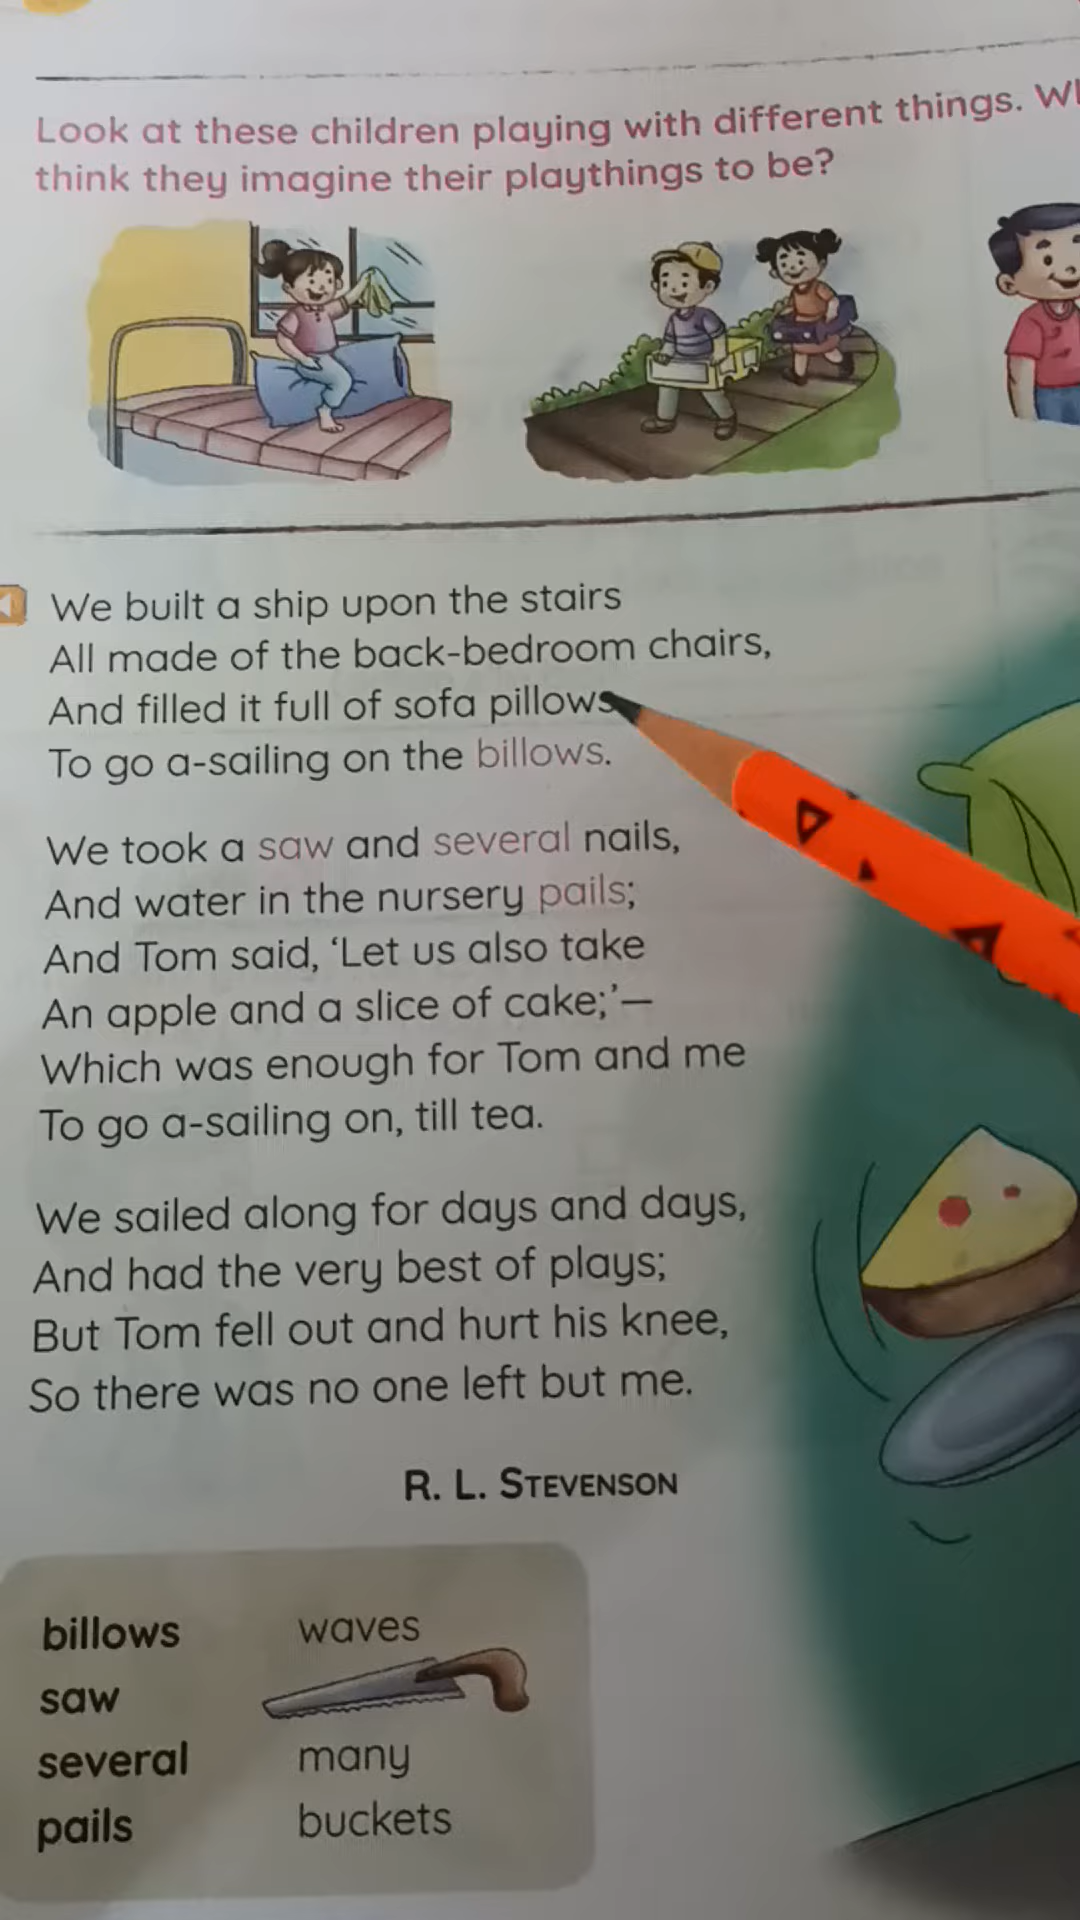 Look at these children playing with different things.
think they imagine their playthings to be?
We built a ship upon the stairs
All made of the back-bedroom chairs,
And filled it full of sofa pillows
To go a-sailing on the billows.
We took a saw and several nails,
And water in the nursery pails;
And Tom said, ‘Let us also take
An apple and a slice of cake;’—
Which was enough for Tom and me
To go a-sailing on, till tea.
We sailed along for days and days,
And had the very best of plays;
But Tom fell out and hurt his knee,
So there was no one left but me.
R. L. STEVENSON
billows waves
saw
several many
pails buckets